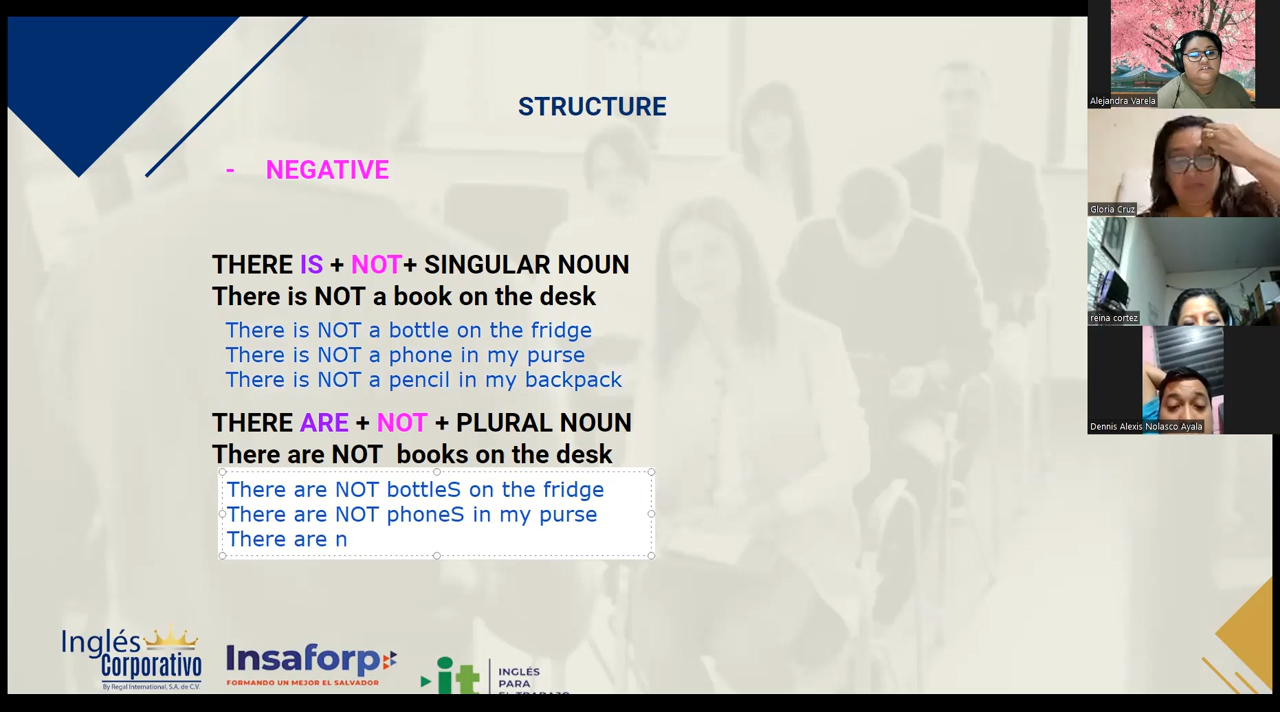 STRUCTURE
- NEGATIVE
THERE IS + NOT+ SINGULAR NOUN
There is NOT a book on the desk
There is NOT a bottle on the fridge
There is NOT a phone in my purse
There is NOT a pencil in my backpack
THERE ARE + NOT + PLURAL NOUN
There are NOT books on the desk
There are NOT bottleS on the fridge
There are NOT phoneS in my purse
There are n
Inglés
Corporativo
By Regal International, S.A. de C.V.
Insaforp
FORMANDO UN MEJOR EL SALVADOR
it
INGLÉS
PARA
EL TRABAJO
Alejandra Varela
Gloria Cruz
reina cortez
Dennis Alexis Nolasco Ayala